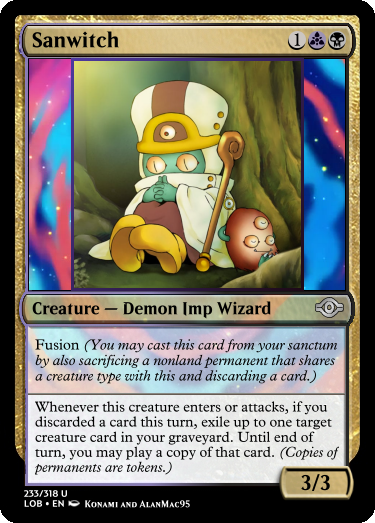 Sanwitch 1
Creature — Demon Imp Wizard
Fusion (You may cast this card from your sanctum
by also sacrificing a nonland permanent that shares
a creature type with this and discarding a card.)
Whenever this creature enters or attacks, if you
discarded a card this turn, exile up to one target
creature card in your graveyard. Until end of
turn, you may play a copy of that card. (Copies of
permanents are tokens.)
3/3
233/318 U
LOB • EN Konami and AlanMac95